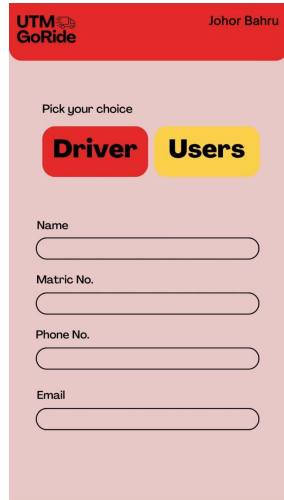 UTM
GoRide
Johor Bahru
Pick your choice
Driver
Users
Name
Matric No.
Phone No.
Email